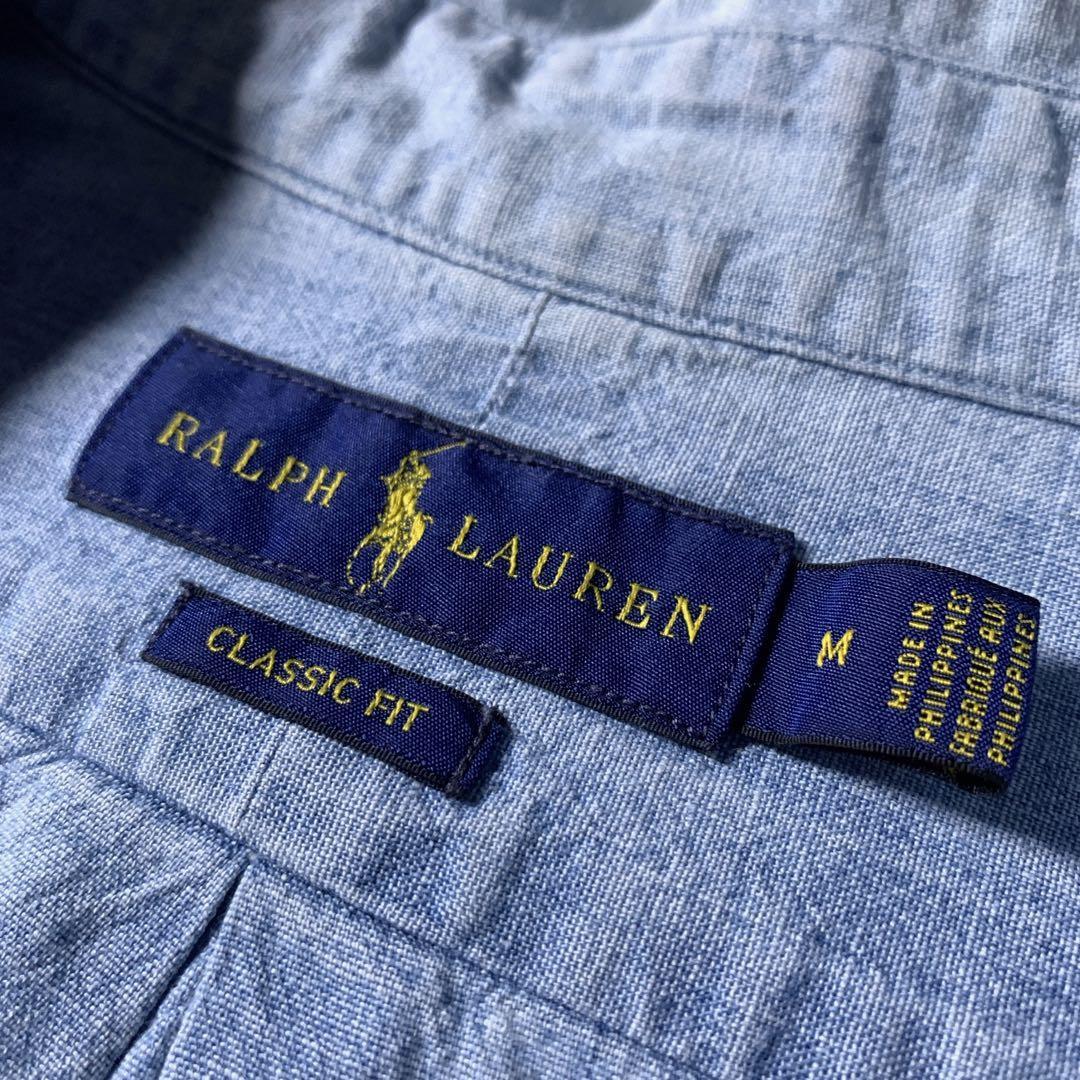 RALPH LAUREN
CLASSIC FIT
M
MADE IN
PHILIPPINES
FABRIQUÉ AUX
PHILIPPINES